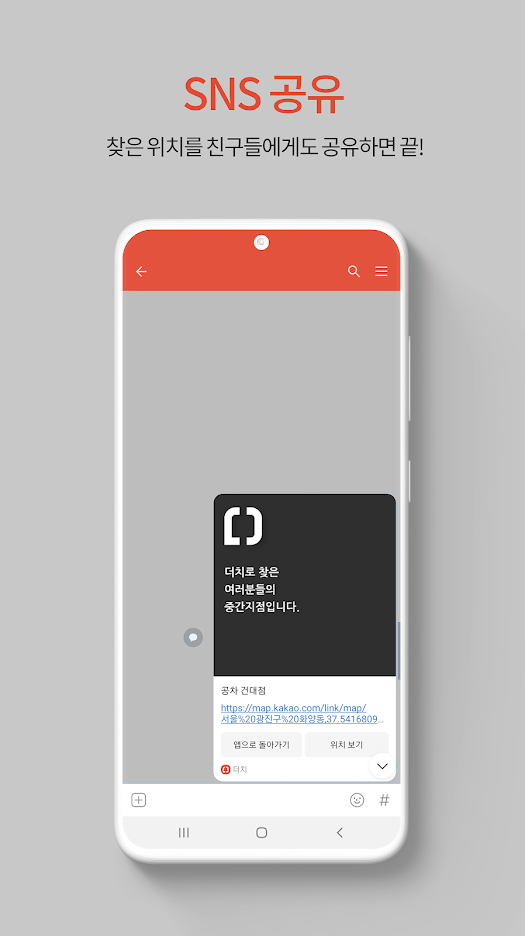 SNS 공유
찾은 위치를 친구들에게도 공유하면 끝!
더치로 찾은
여러분들의
중간지점입니다.
공차 건대점
https://map.kakao.com/link/map/
서울%20광진구%20화양동,37.5416809...
앱으로 돌아가기
위치 보기
더치
#